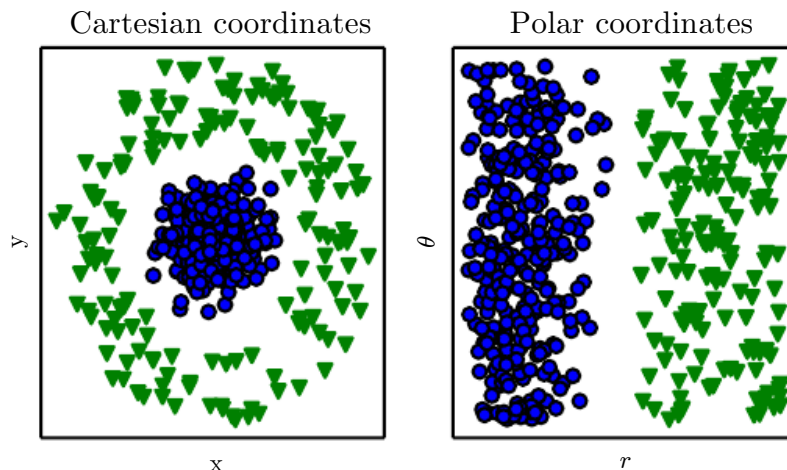 Cartesian coordinates
Polar coordinates
y
x
θ
r